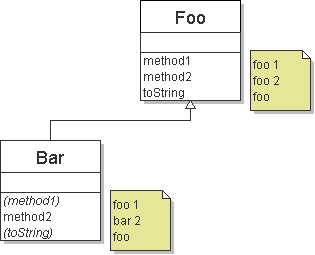 Foo
method1
method2
toString
foo 1
foo 2
foo
Bar
(method1)
method2
(toString)
foo 1
bar 2
foo